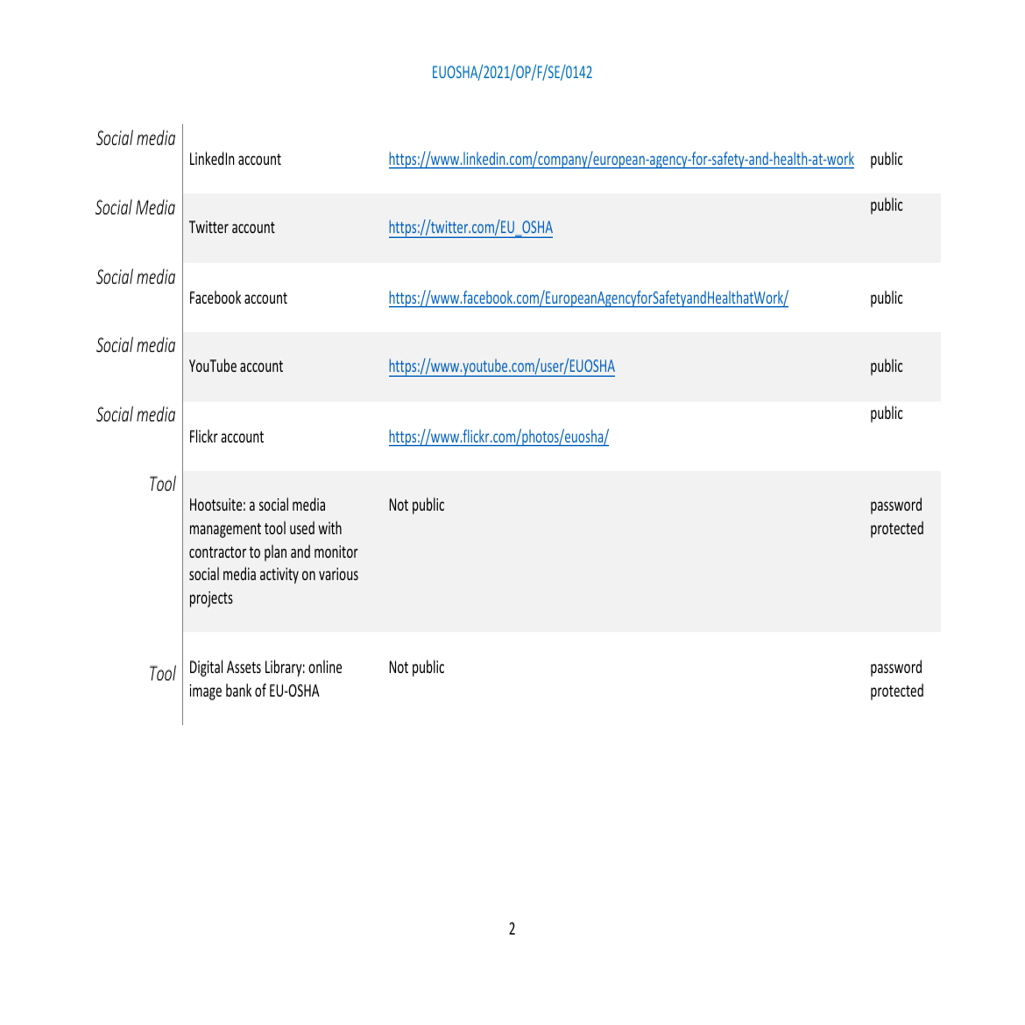 EUOSHA/2021/OP/F/SE/0142
Social media
LinkedIn account https://www.linkedin.com/company/european-agency-for-safety-and-health-at-work public
Social Media public
Twitter account https://twitter.com/EU_OSHA
Social media
Facebook account https://www.facebook.com/EuropeanAgencyforSafetyandHealthatWork/ public
Social media
YouTube account https://www.youtube.com/user/EUOSHA public
Social media public
Flickr account https://www.flickr.com/photos/euosha/
Tool
Hootsuite: a social media Not public password
management tool used with protected
contractor to plan and monitor
social media activity on various
projects
Tool Digital Assets Library: online Not public password
image bank of EU-OSHA protected
2